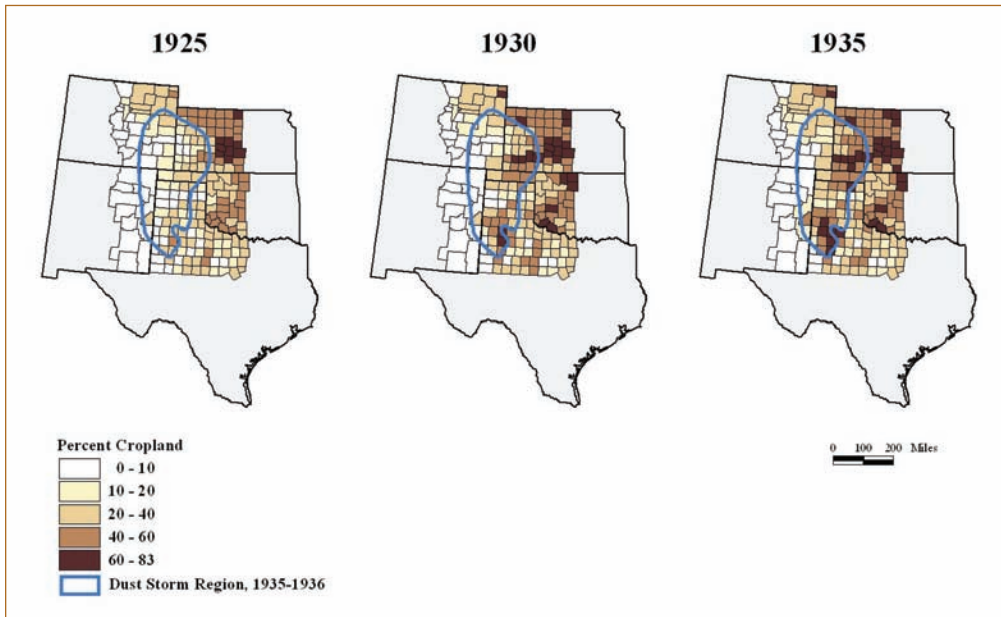 1925 1930 1935
Percent Cropland
0 - 10
10 - 20
20 - 40
40 - 60
60 - 83
Dust Storm Region, 1935-1936
0 100 200 Miles